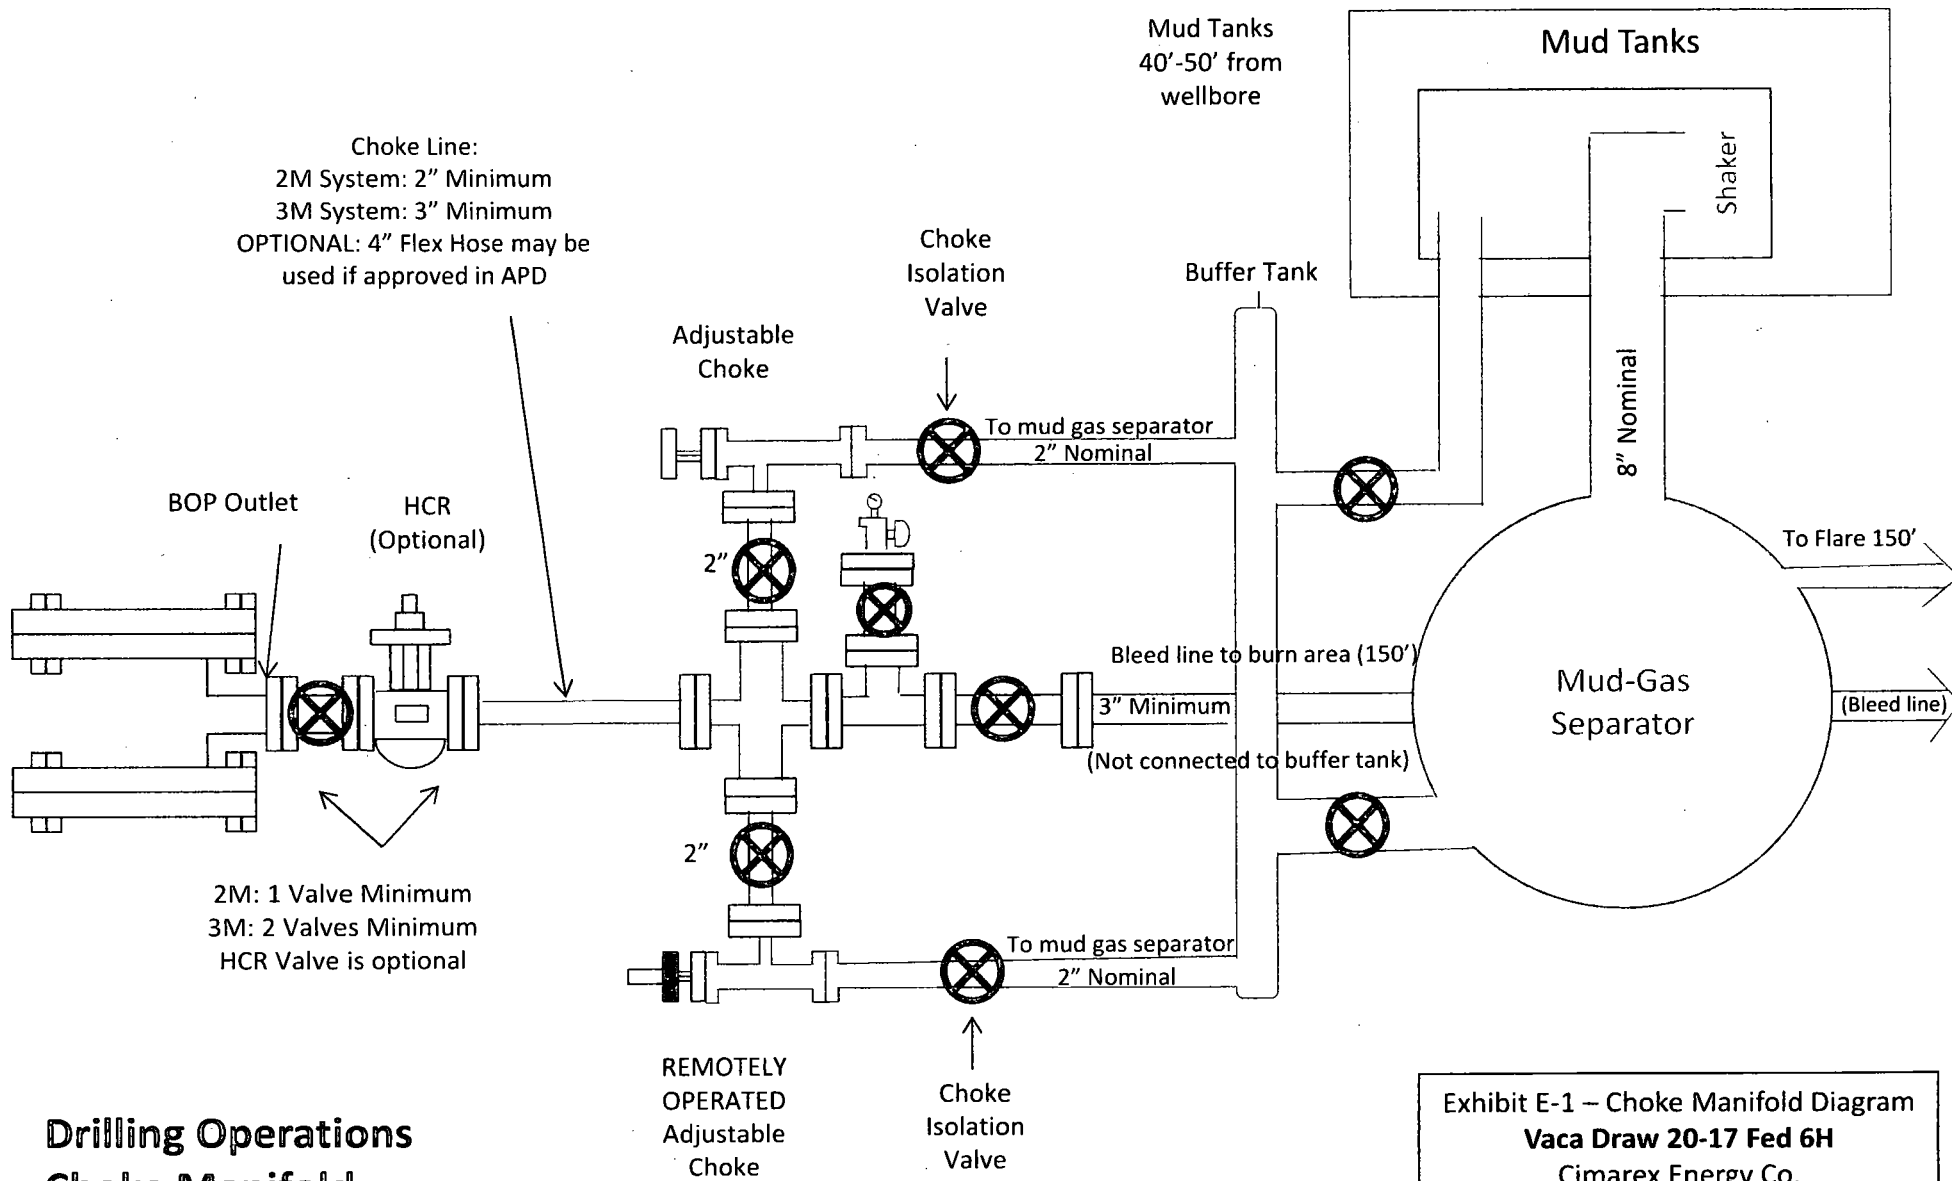 Mud Tanks
40'-50' from
wellbore
Mud Tanks
Shaker
Choke Line:
2M System: 2" Minimum
3M System: 3" Minimum
OPTIONAL: 4" Flex Hose may be
used if approved in APD
Choke
Isolation
Valve
Buffer Tank
Adjustable
Choke
8" Nominal
To mud gas separator
2" Nominal
BOP Outlet
HCR
(Optional)
2"
To Flare 150'
Bleed line to burn area (150')
3" Minimum
(Not connected to buffer tank)
Mud-Gas
Separator
(Bleed line)
2"
2M: 1 Valve Minimum
3M: 2 Valves Minimum
HCR Valve is optional
To mud gas separator
2" Nominal
REMOTELY
OPERATED
Adjustable
Choke
Choke
Isolation
Valve
Drilling Operations
Choke Manifold
Exhibit E-1 – Choke Manifold Diagram
Vaca Draw 20-17 Fed 6H
Cimarex Energy Co.